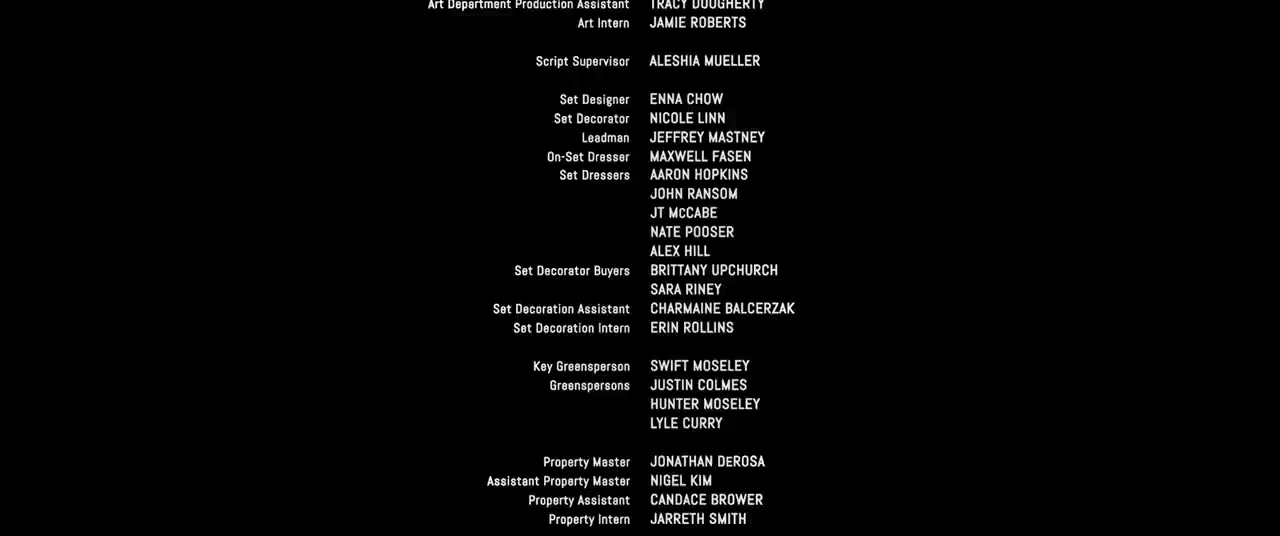 Art Department Production Assistant TRACY DOUGHERTY
Art Intern JAMIE ROBERTS
Script Supervisor ALESHIA MUELLER
Set Designer ENNA CHOW
Set Decorator NICOLE LINN
Leadman JEFFREY MASTNEY
On-Set Dresser MAXWELL FASEN
Set Dressers AARON HOPKINS
JOHN RANSOM
JT McCABE
NATE POOSER
ALEX HILL
Set Decorator Buyers BRITTANY UPCHURCH
SARA RINEY
Set Decoration Assistant CHARMAINE BALCERZAK
Set Decoration Intern ERIN ROLLINS
Key Greensperson SWIFT MOSELEY
Greenspersons JUSTIN COLMES
HUNTER MOSELEY
LYLE CURRY
Property Master JONATHAN DeROSA
Assistant Property Master NIGEL KIM
Property Assistant CANDACE BROWER
Property Intern JARRETH SMITH